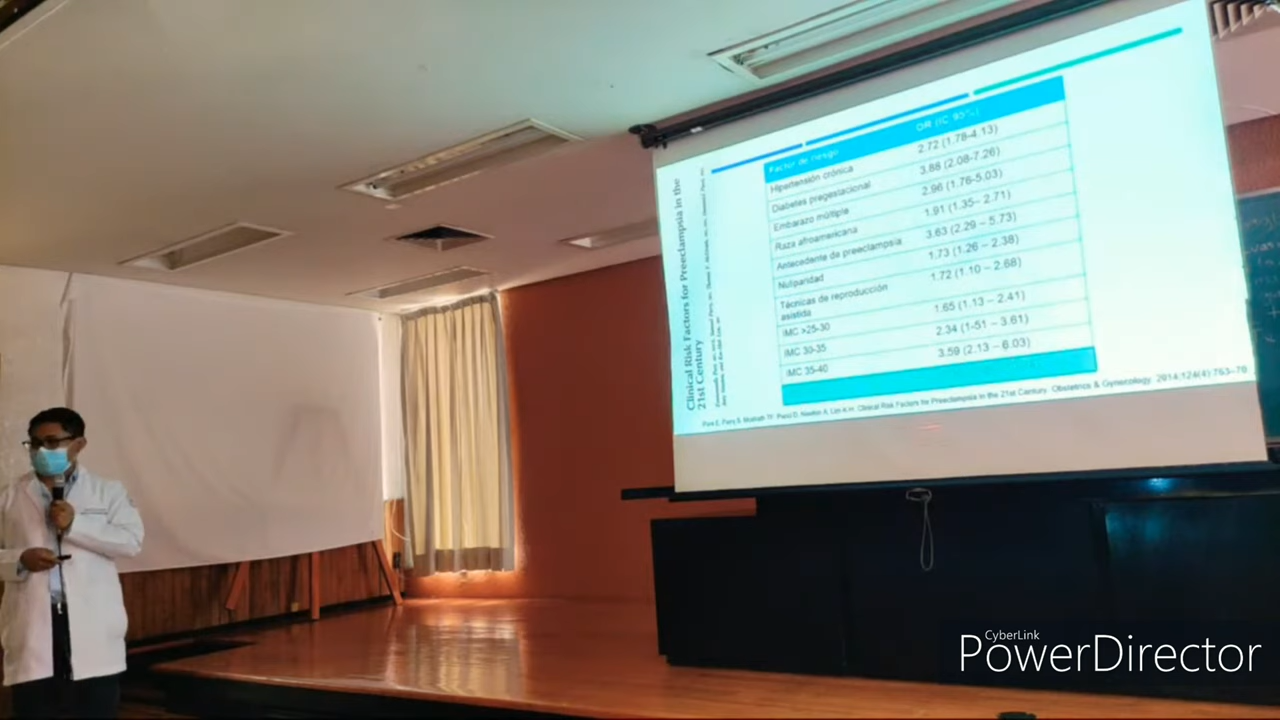 Clinical Risk Factors for Preeclampsia in the
21st Century
Factor de riesgo OR (IC 95%)
Hipertensión crónica 2.72 (1.78-4.13)
Diabetes pregestacional 3.88 (2.08-7.26)
Embarazo múltiple 2.96 (1.76-5.03)
Raza afroamericana 1.91 (1.35– 2.71)
Antecedente de preeclampsia 3.63 (2.29 – 5.73)
Nuliparidad 1.73 (1.26 – 2.38)
Técnicas de reproducción 1.72 (1.10 – 2.68)
asistida
IMC >25-30 1.65 (1.13 – 2.41)
IMC 30-35 2.34 (1-51 – 3.61)
IMC 35-40 3.59 (2.13 – 6.03)
Clinical Risk Factors for Preeclampsia in the 21st Century. Obstetrics & Gynecology. 2014;124(4):763–70
CyberLink
PowerDirector